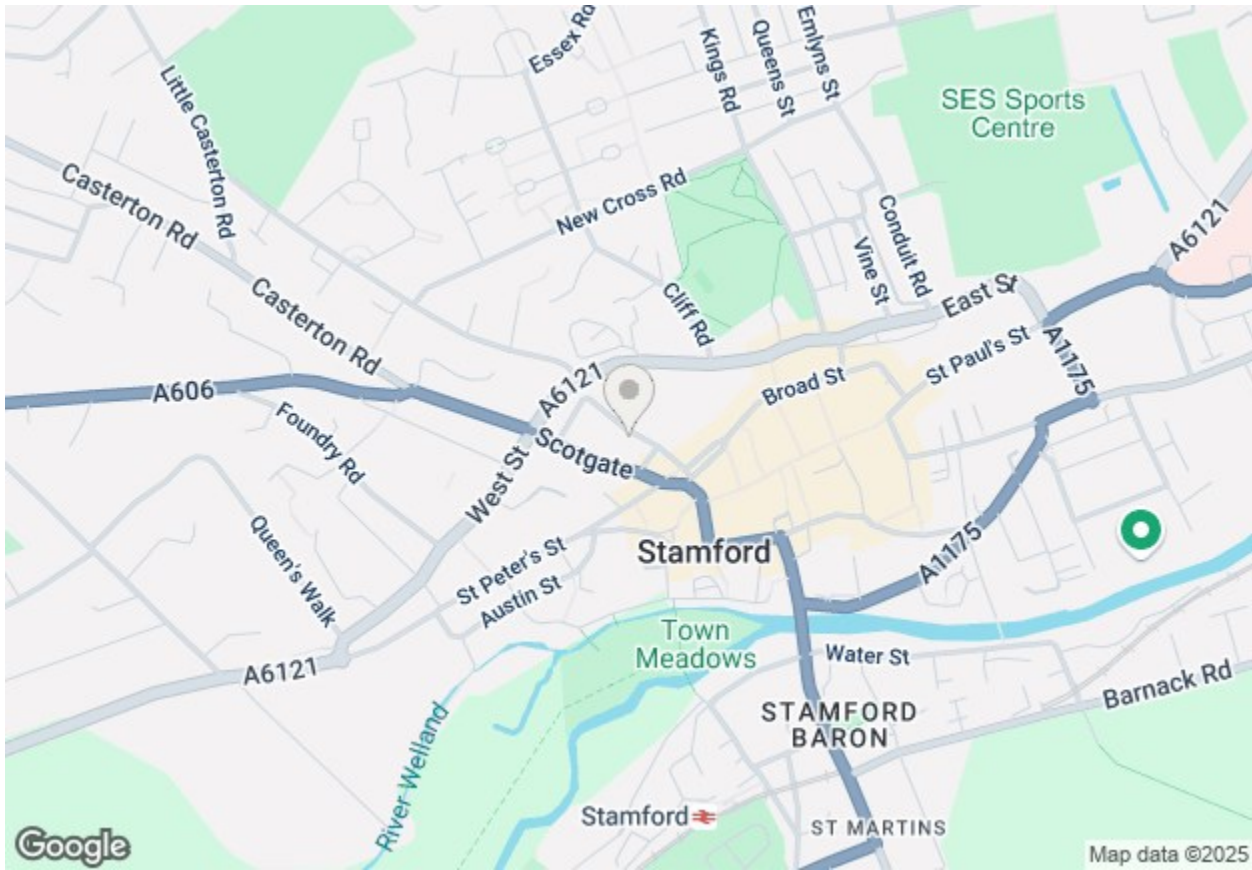 Essex Rd
Kings Rd
Queens St
Emlyns St
Little Casterton Rd
SES Sports
Centre
Casterton Rd
New Cross Rd
Conduit Rd
Vine St
A6121
Casterton Rd
Cliff Rd
East St
A606
A6121
Broad St
St Paul's St
A1175
Foundry Rd
Scotgate
West St
Queen's Walk
St Peter's St
Stamford
A1175
Austin St
Town
Meadows
Water St
A6121
Barnack Rd
River Welland
STAMFORD
BARON
Stamford
ST MARTINS
Google
Map data ©2025